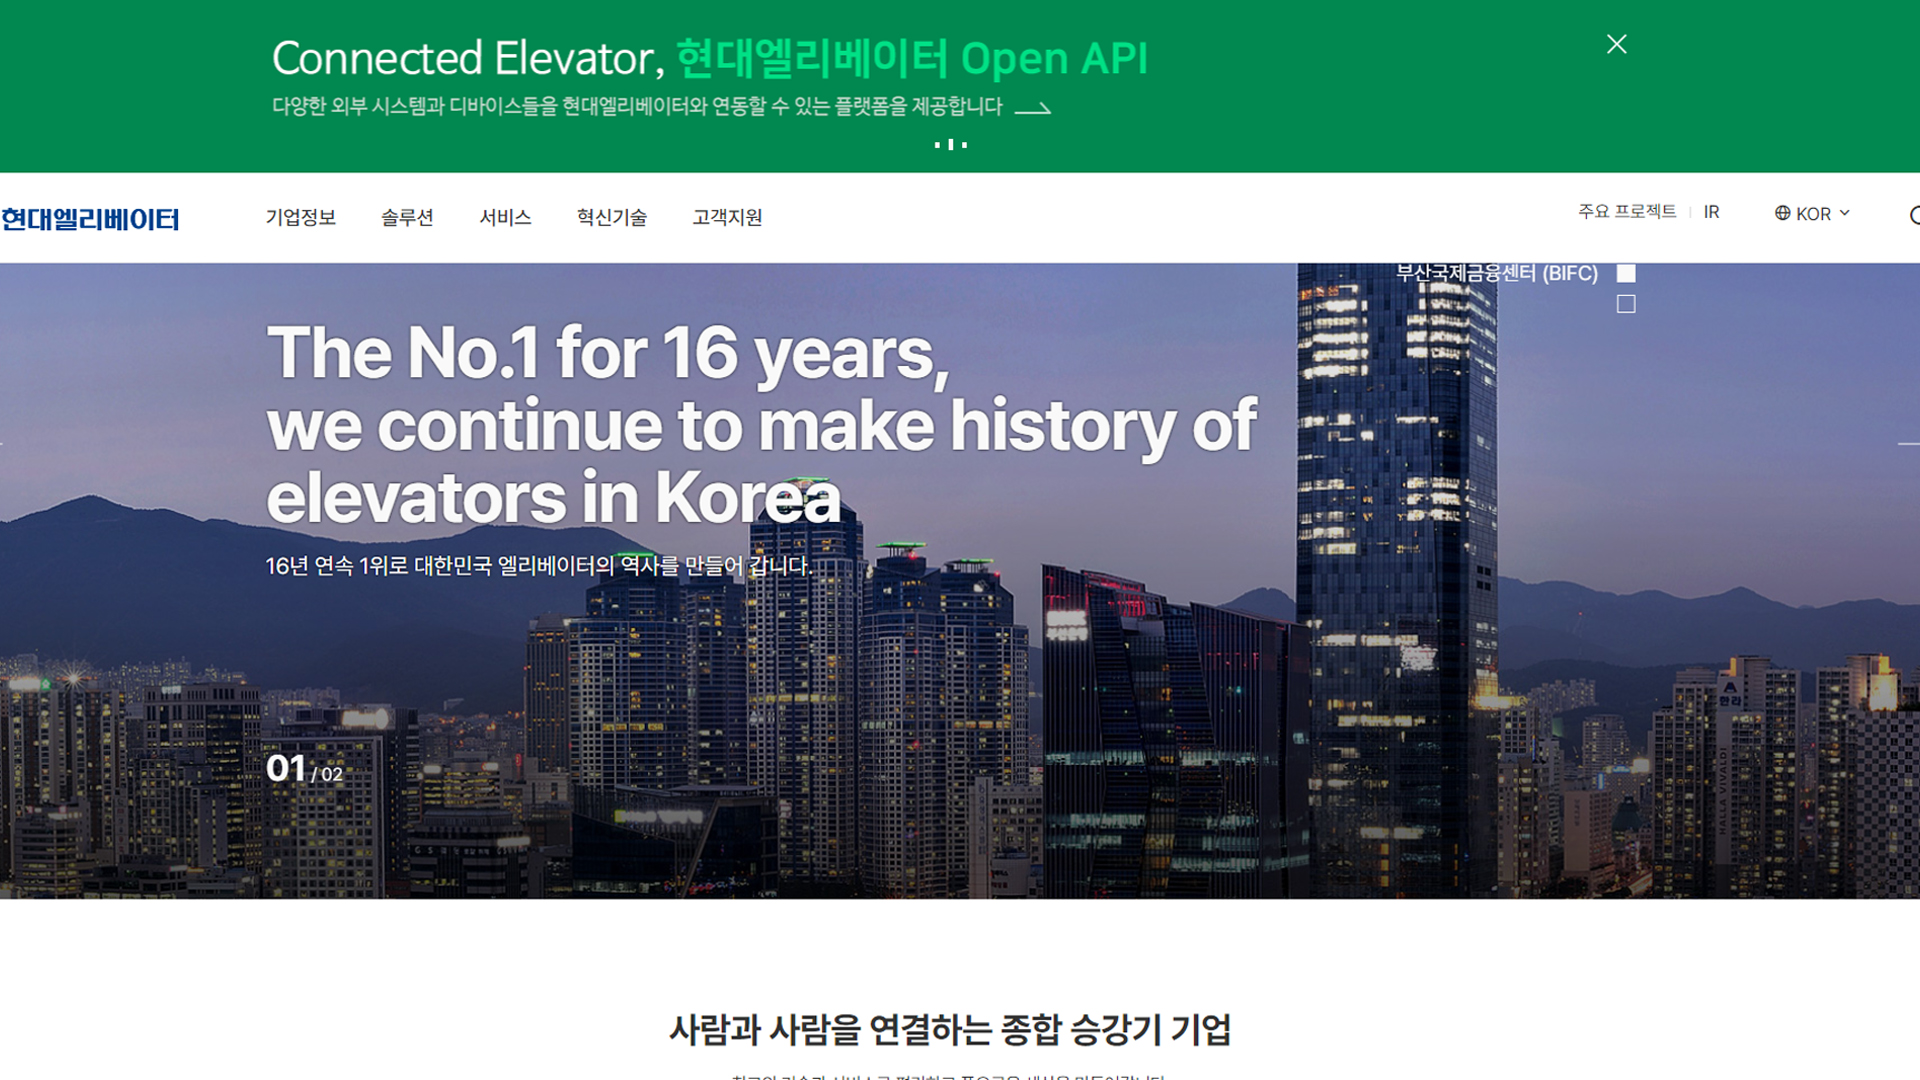 Connected Elevator, 현대엘리베이터 Open API
다양한 외부 시스템과 디바이스들을 현대엘리베이터와 연동할 수 있는 플랫폼을 제공합니다
현대엘리베이터
기업정보
솔루션
서비스
혁신기술
고객지원
주요 프로젝트
IR
KOR
부산국제금융센터 (BIFC)
The No.1 for 16 years,
we continue to make history of
elevators in Korea
16년 연속 1위로 대한민국 엘리베이터의 역사를 만들어 갑니다.
01 / 02
한라
HALLA VIVALDI
사람과 사람을 연결하는 종합 승강기 기업